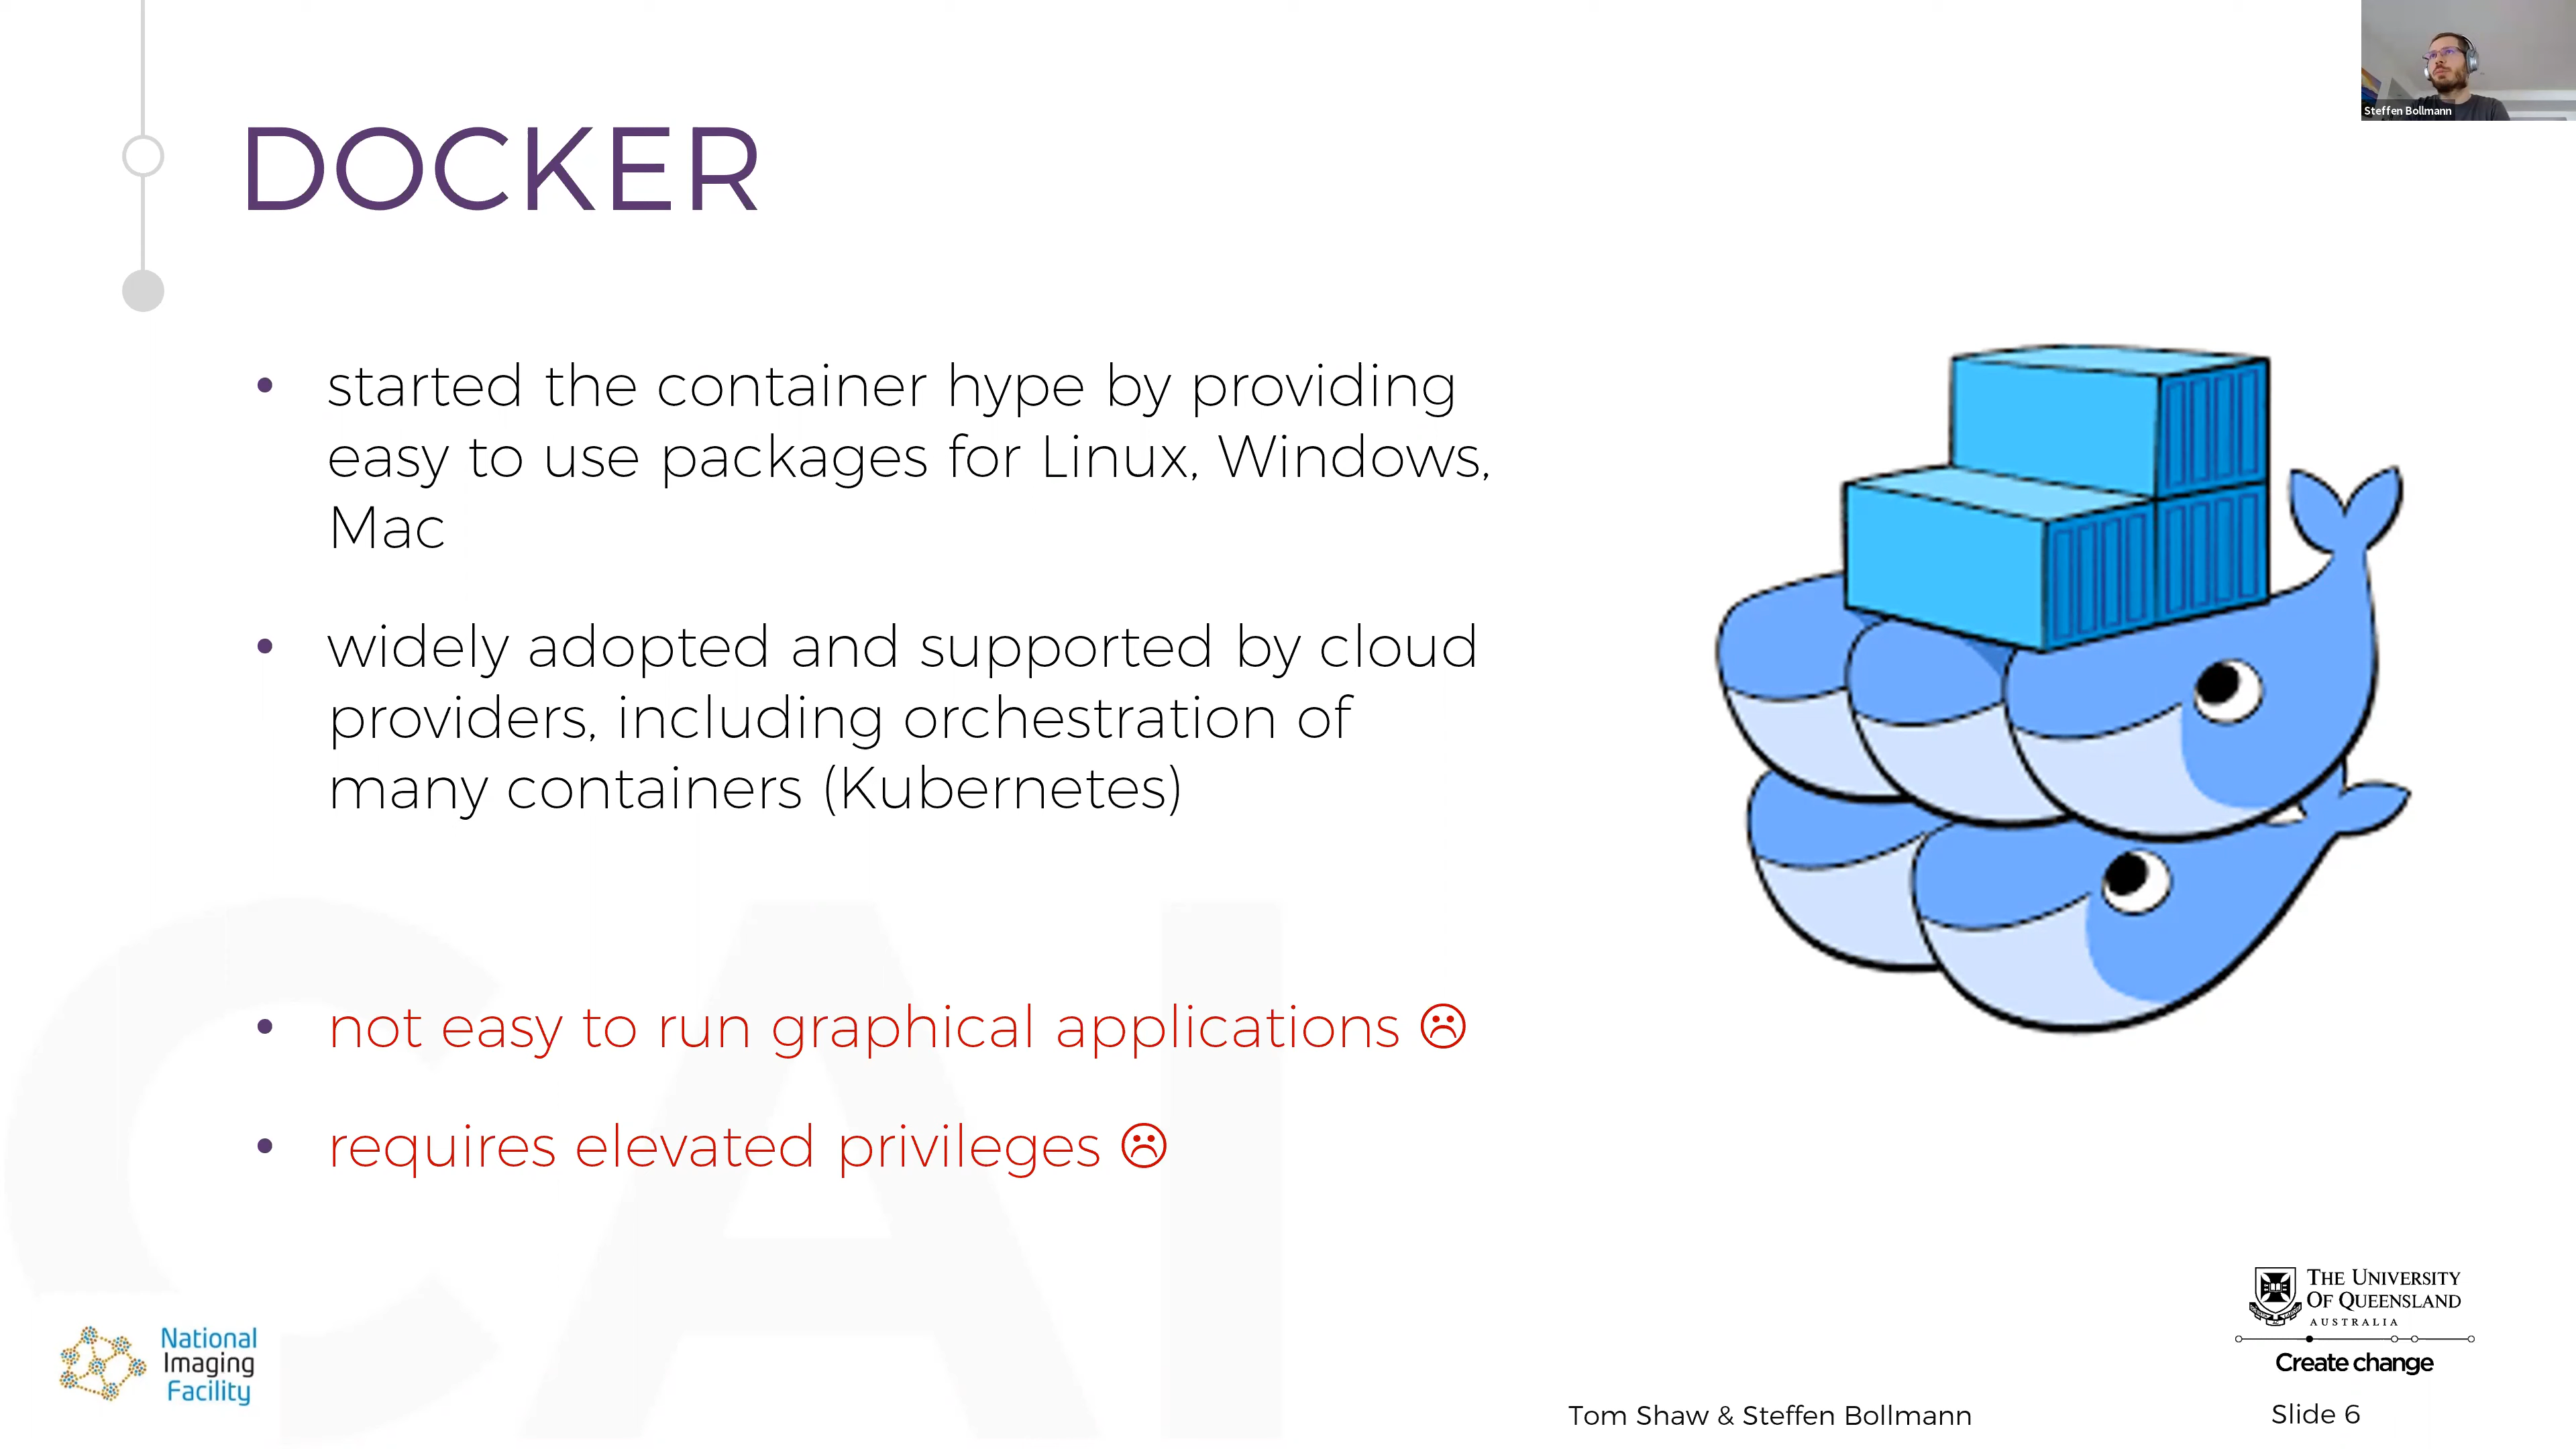 Steffen Bollmann
DOCKER
• started the container hype by providing
easy to use packages for Linux, Windows,
Mac
• widely adopted and supported by cloud
providers, including orchestration of
many containers (Kubernetes)
• not easy to run graphical applications ☹
• requires elevated privileges ☹
CAI
National
Imaging
Facility
THE UNIVERSITY
OF QUEENSLAND
AUSTRALIA
Create change
Tom Shaw & Steffen Bollmann
Slide 6